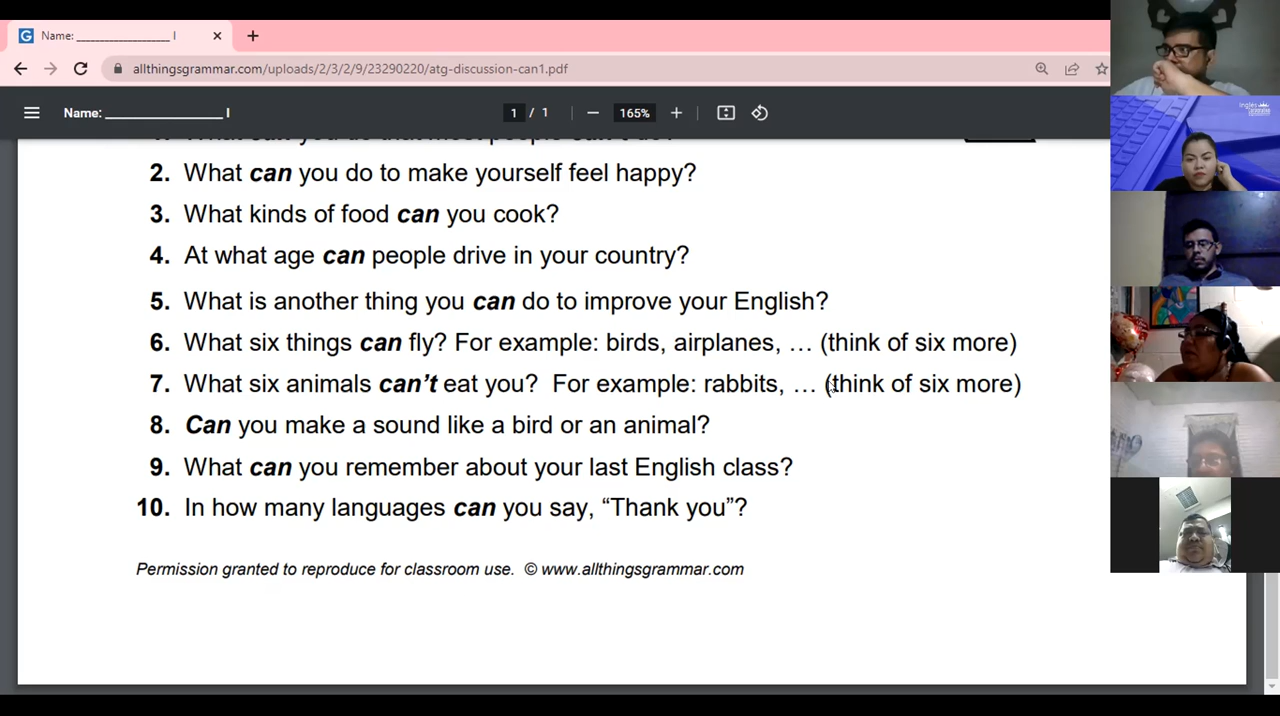 Name: __________________ I
allthingsgrammar.com/uploads/2/3/2/9/23290220/atg-discussion-can1.pdf
Name: __________________ I
1 / 1
165%
2. What can you do to make yourself feel happy?
3. What kinds of food can you cook?
4. At what age can people drive in your country?
5. What is another thing you can do to improve your English?
6. What six things can fly? For example: birds, airplanes, … (think of six more)
7. What six animals can’t eat you? For example: rabbits, … (think of six more)
8. Can you make a sound like a bird or an animal?
9. What can you remember about your last English class?
10. In how many languages can you say, “Thank you”?
Permission granted to reproduce for classroom use. © www.allthingsgrammar.com